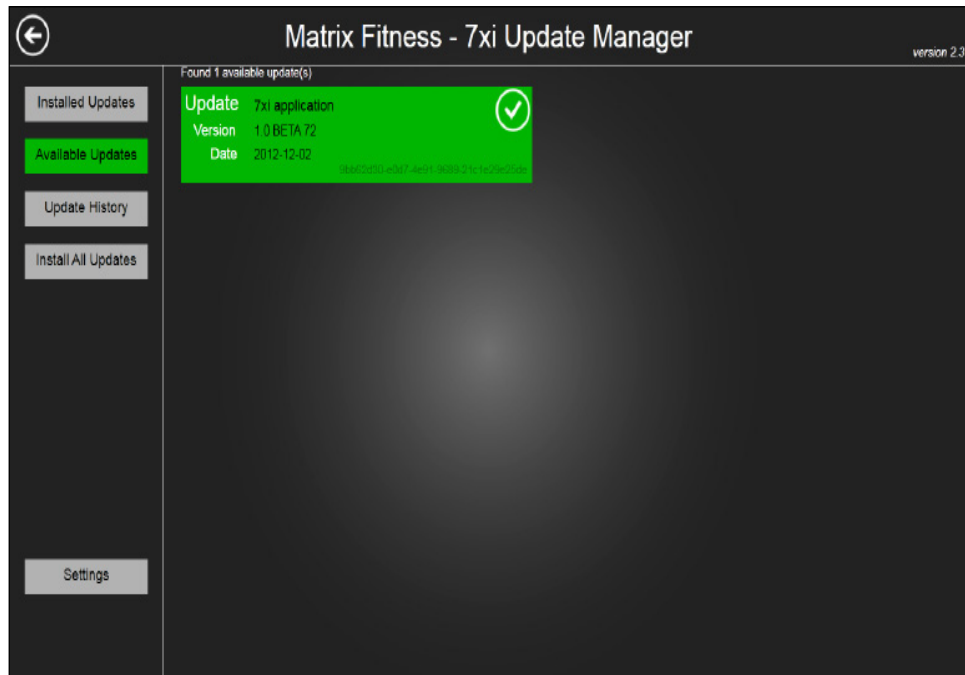 Matrix Fitness - 7xi Update Manager
version 2.3
Found 1 available update(s)
Installed Updates
Available Updates
Update History
Install All Updates
Settings
Update 7xi application
Version 1.0 BETA 72
Date 2012-12-02